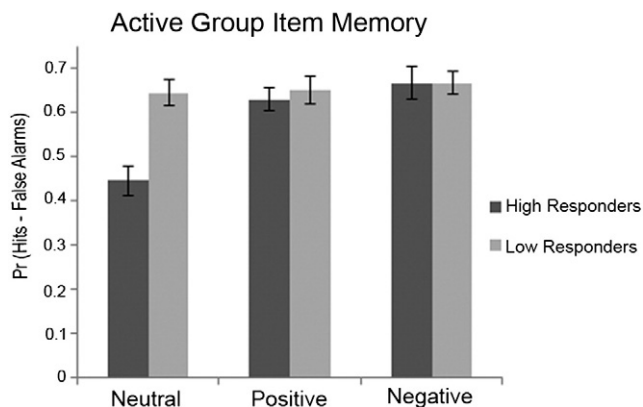 Active Group Item Memory
Pr (Hits - False Alarms)
0.7
0.6
0.5
0.4
0.3
0.2
0.1
0
Neutral
Positive
Negative
High Responders
Low Responders